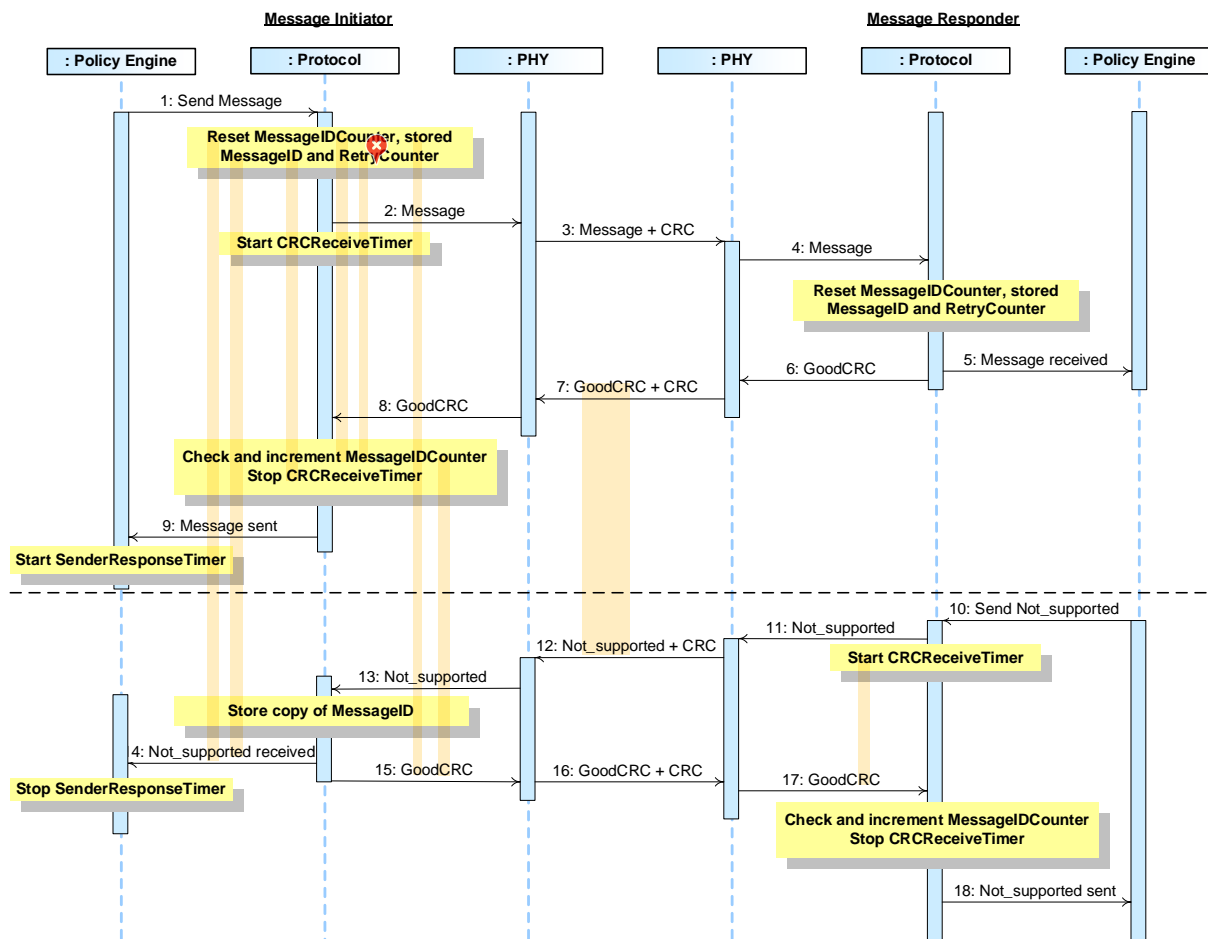 Message Initiator
Message Responder
: Policy Engine
: Protocol
: PHY
: PHY
: Protocol
: Policy Engine
1: Send Message
Reset MessageIDCounter, stored
MessageID and RetryCounter
2: Message
Start CRCReceiveTimer
3: Message + CRC
4: Message
Reset MessageIDCounter, stored
MessageID and RetryCounter
5: Message received
6: GoodCRC
7: GoodCRC + CRC
8: GoodCRC
Check and increment MessageIDCounter
Stop CRCReceiveTimer
9: Message sent
Start SenderResponseTimer
10: Send Not_supported
11: Not_supported
Start CRCReceiveTimer
12: Not_supported + CRC
13: Not_supported
Store copy of MessageID
4: Not_supported received
Stop SenderResponseTimer
15: GoodCRC
16: GoodCRC + CRC
17: GoodCRC
Check and increment MessageIDCounter
Stop CRCReceiveTimer
18: Not_supported sent